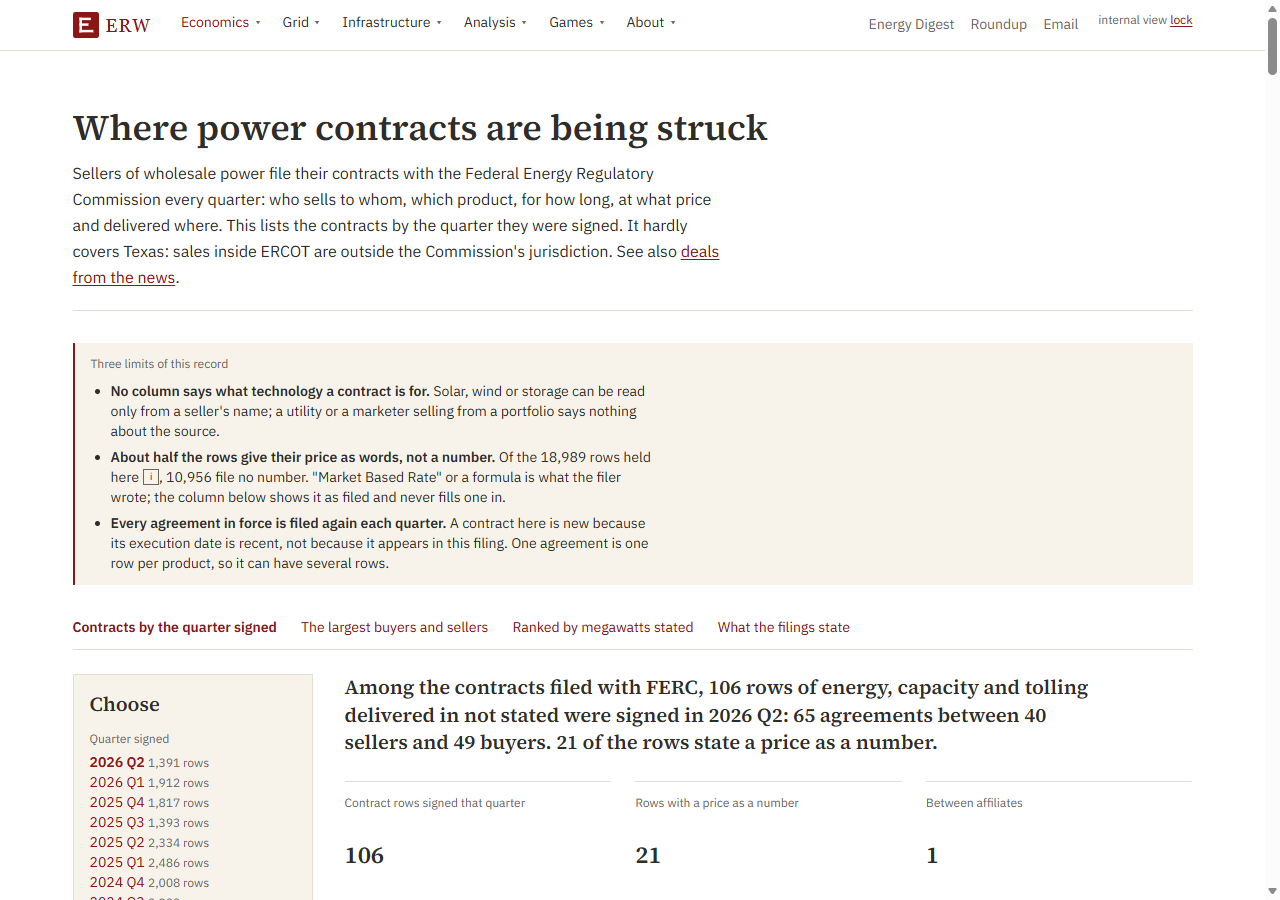 E ERW Economics Grid Infrastructure Analysis Games About Energy Digest Roundup Email internal view lock
Where power contracts are being struck
Sellers of wholesale power file their contracts with the Federal Energy Regulatory
Commission every quarter: who sells to whom, which product, for how long, at what price
and delivered where. This lists the contracts by the quarter they were signed. It hardly
covers Texas: sales inside ERCOT are outside the Commission's jurisdiction. See also deals
from the news.
Three limits of this record
• No column says what technology a contract is for. Solar, wind or storage can be read
only from a seller's name; a utility or a marketer selling from a portfolio says nothing
about the source.
• About half the rows give their price as words, not a number. Of the 18,989 rows held
here i, 10,956 file no number. "Market Based Rate" or a formula is what the filer
wrote; the column below shows it as filed and never fills one in.
• Every agreement in force is filed again each quarter. A contract here is new because
its execution date is recent, not because it appears in this filing. One agreement is one
row per product, so it can have several rows.
Contracts by the quarter signed The largest buyers and sellers Ranked by megawatts stated What the filings state
Choose
Quarter signed
2026 Q2 1,391 rows
2026 Q1 1,912 rows
2025 Q4 1,817 rows
2025 Q3 1,393 rows
2025 Q2 2,334 rows
2025 Q1 2,486 rows
2024 Q4 2,008 rows
Among the contracts filed with FERC, 106 rows of energy, capacity and tolling
delivered in not stated were signed in 2026 Q2: 65 agreements between 40
sellers and 49 buyers. 21 of the rows state a price as a number.
Contract rows signed that quarter
106
Rows with a price as a number
21
Between affiliates
1